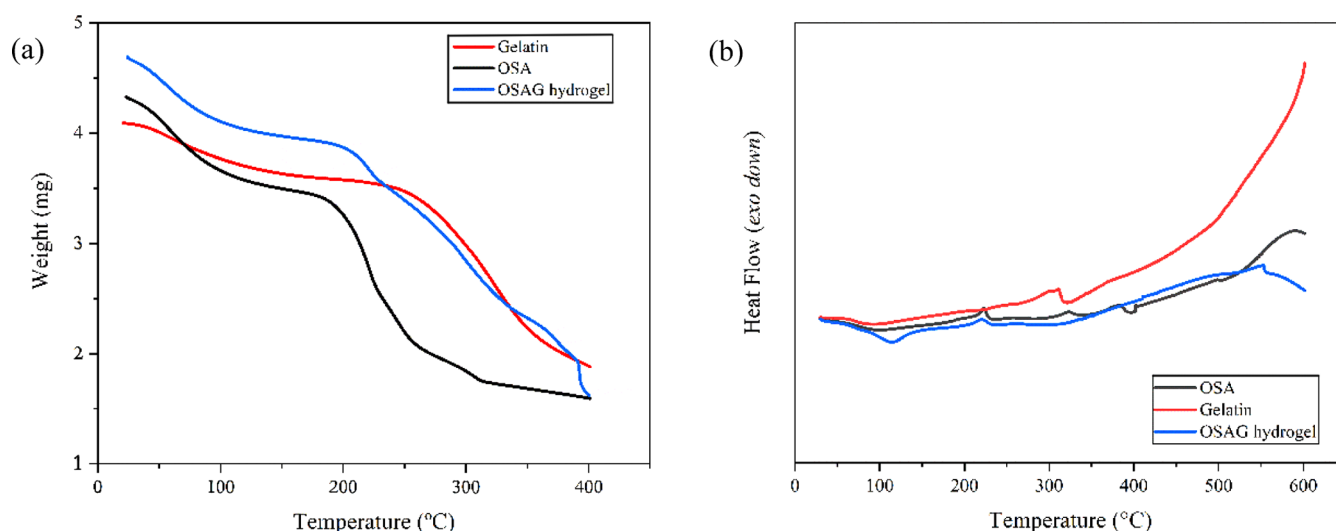 (a)
5
4
3
2
1
Weight (mg)
Gelatin
OSA
OSAG hydrogel
0
100
200
300
400
Temperature (°C)
(b)
Heat Flow (exo down)
OSA
Gelatin
OSAG hydrogel
0
100
200
300
400
500
600
Temperature (°C)